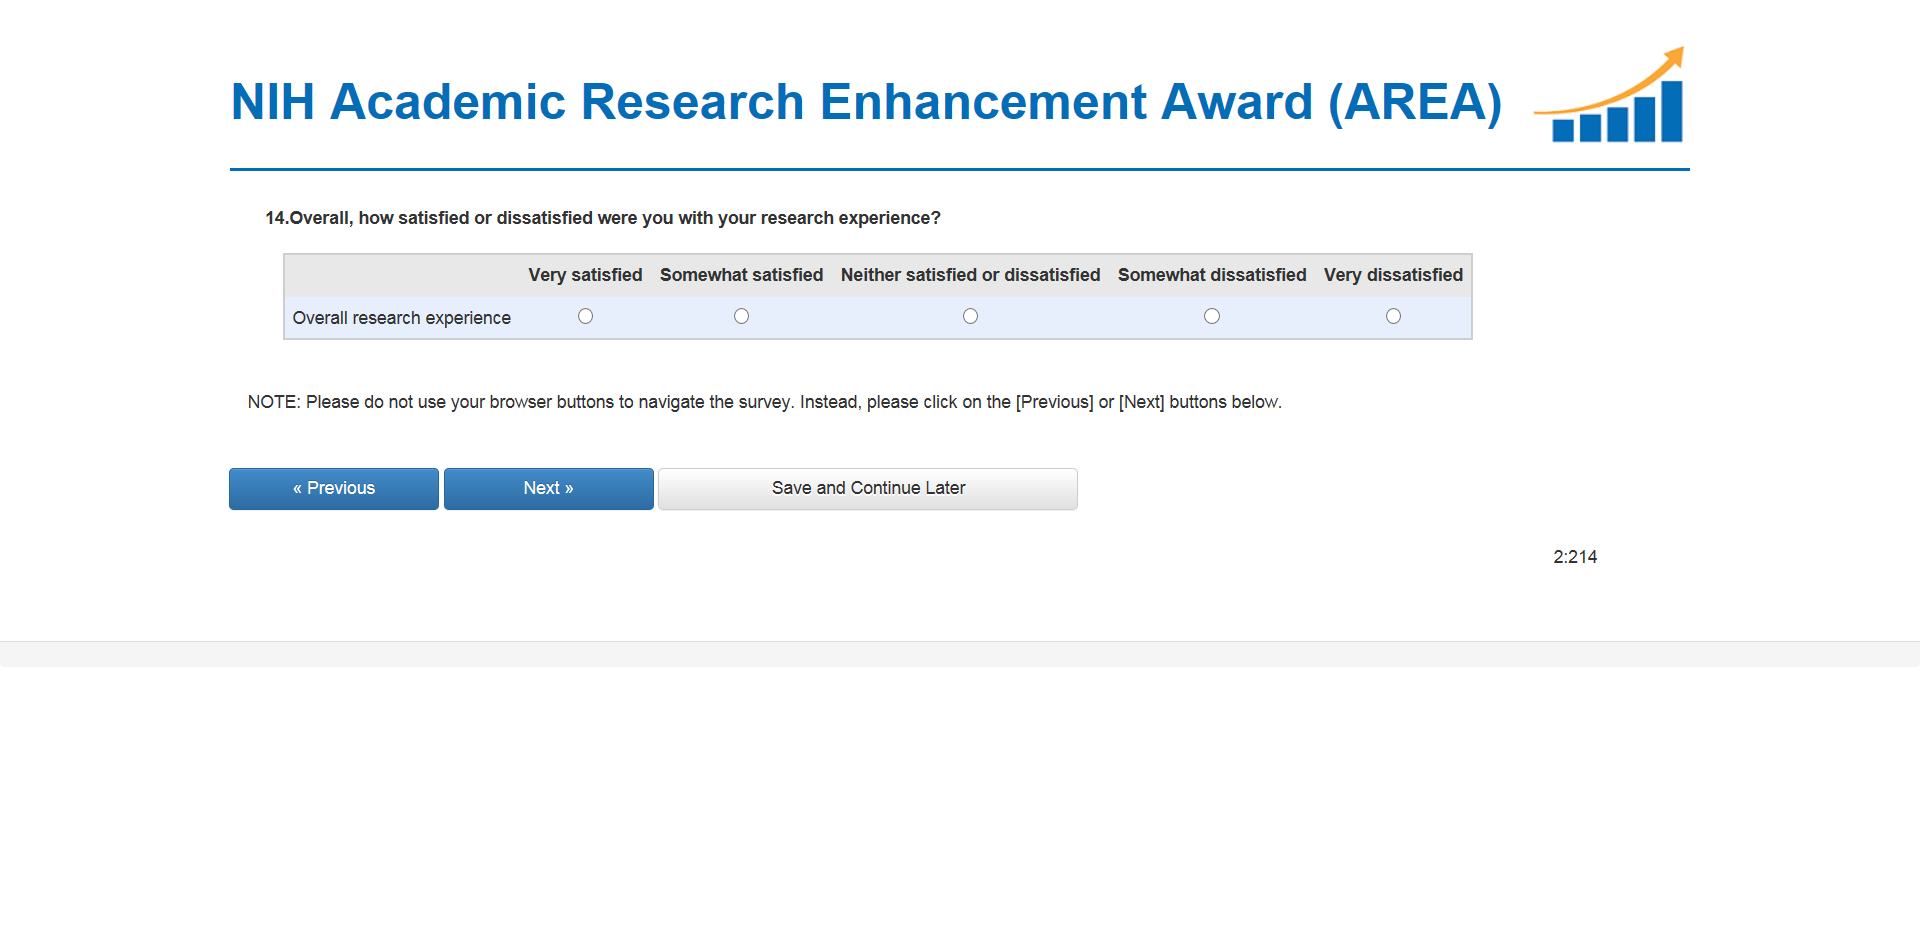 NIH Academic Research Enhancement Award (AREA)
14.Overall, how satisfied or dissatisfied were you with your research experience?
Very satisfied Somewhat satisfied Neither satisfied or dissatisfied Somewhat dissatisfied Very dissatisfied
Overall research experience
NOTE: Please do not use your browser buttons to navigate the survey. Instead, please click on the [Previous] or [Next] buttons below.
« Previous Next » Save and Continue Later
2:214